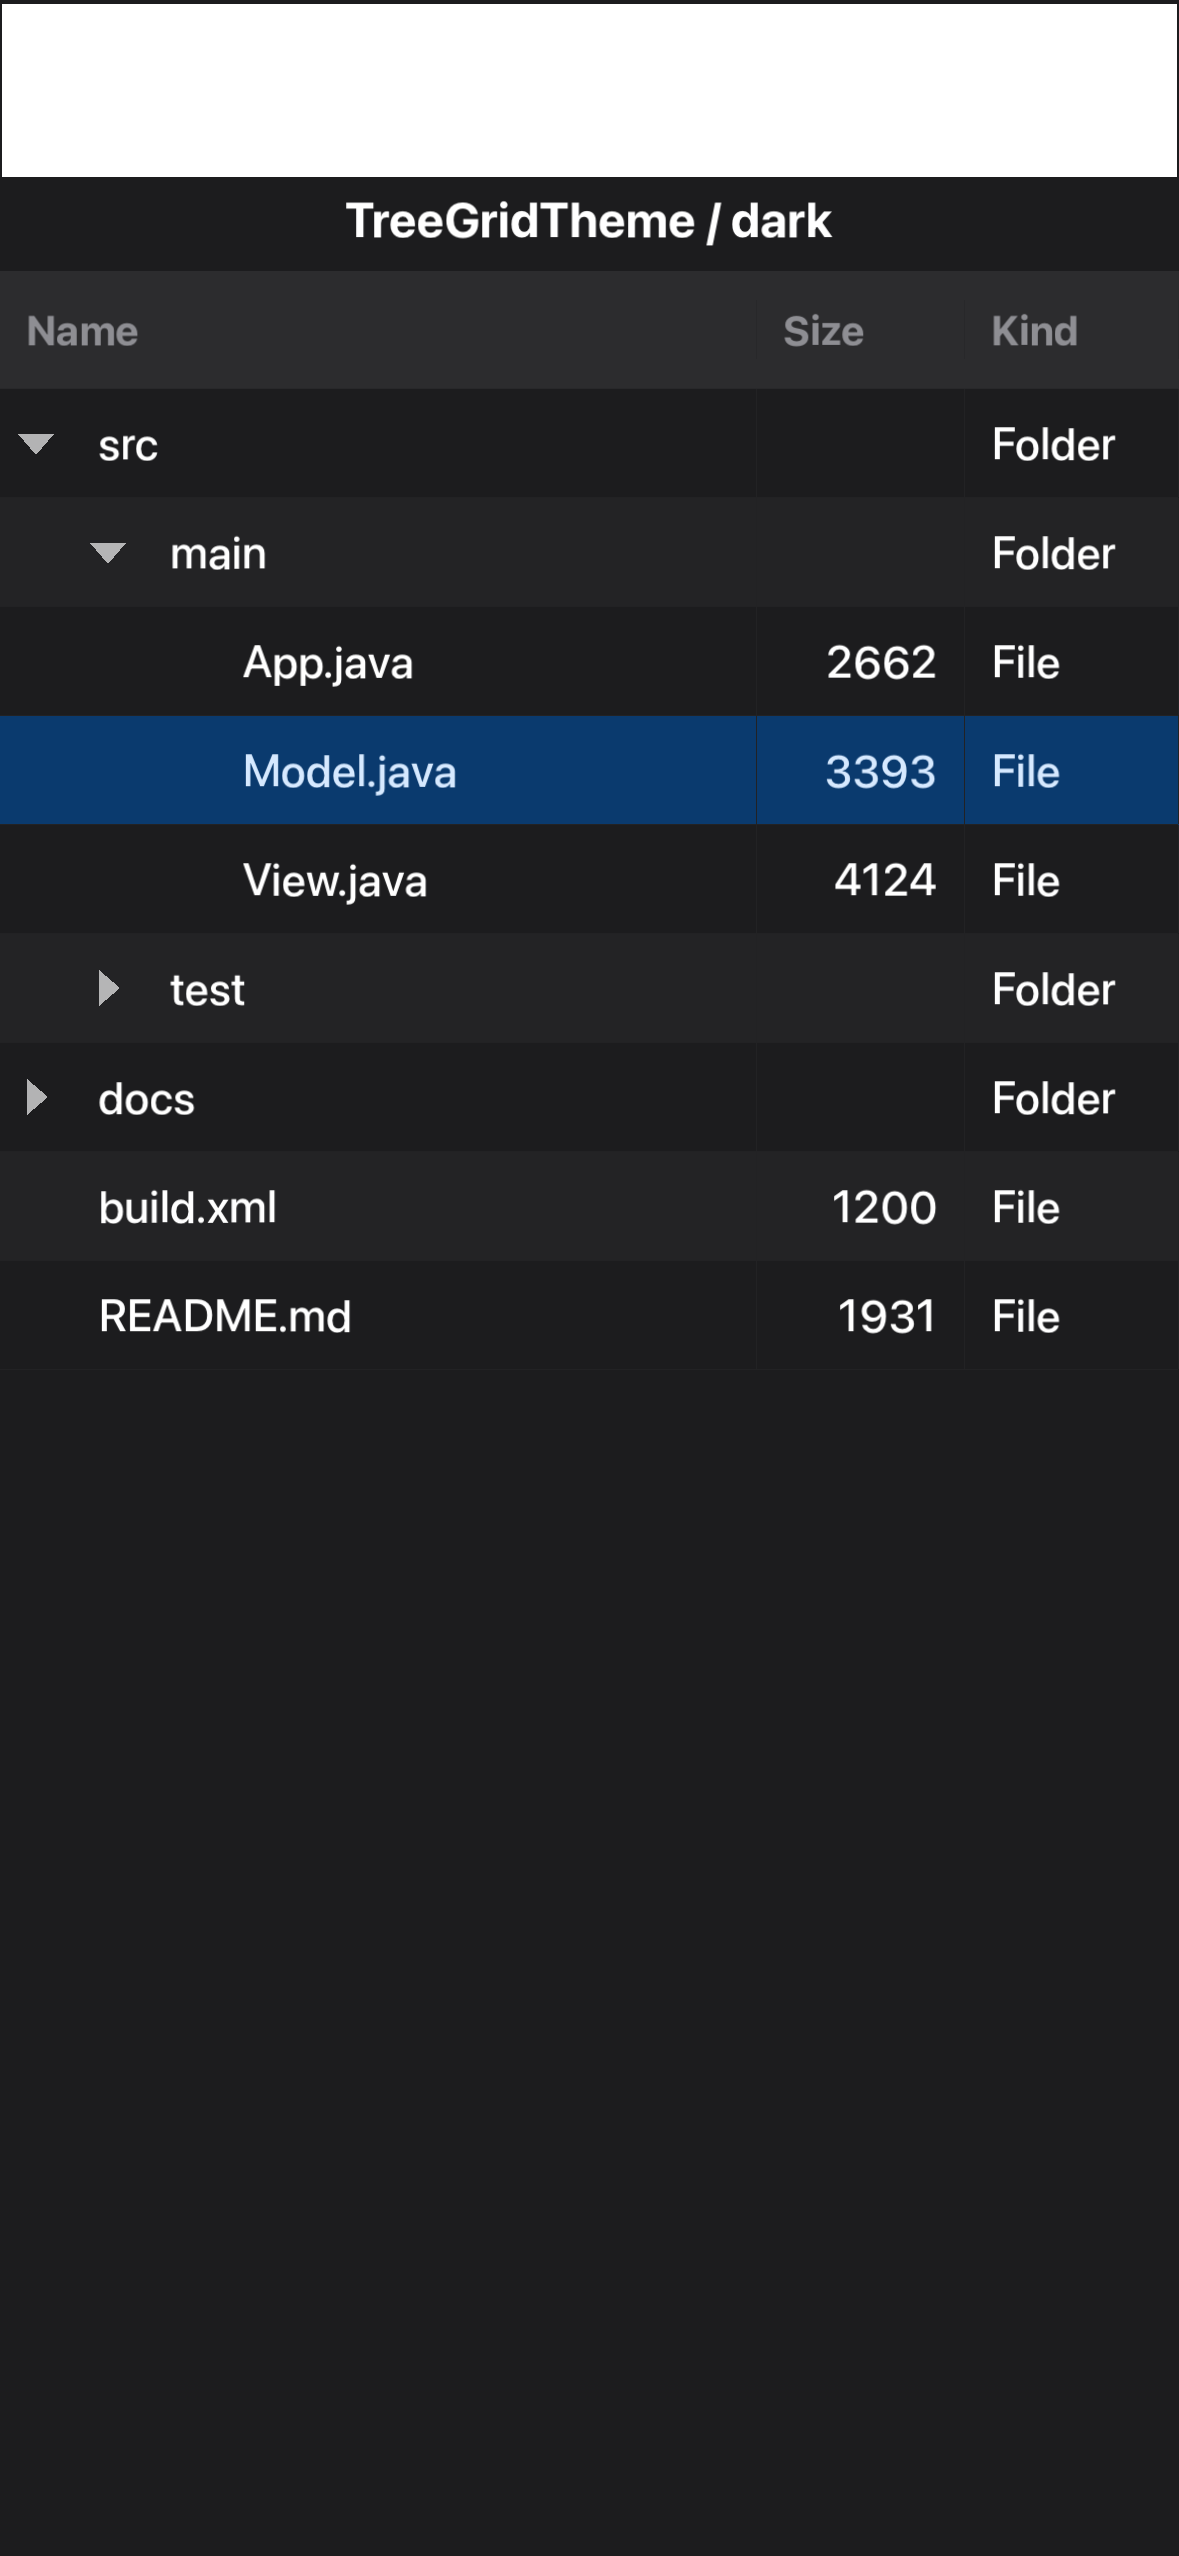 TreeGridTheme / dark
Name Size Kind
src Folder
main Folder
App.java 2662 File
Model.java 3393 File
View.java 4124 File
test Folder
docs Folder
build.xml 1200 File
README.md 1931 File